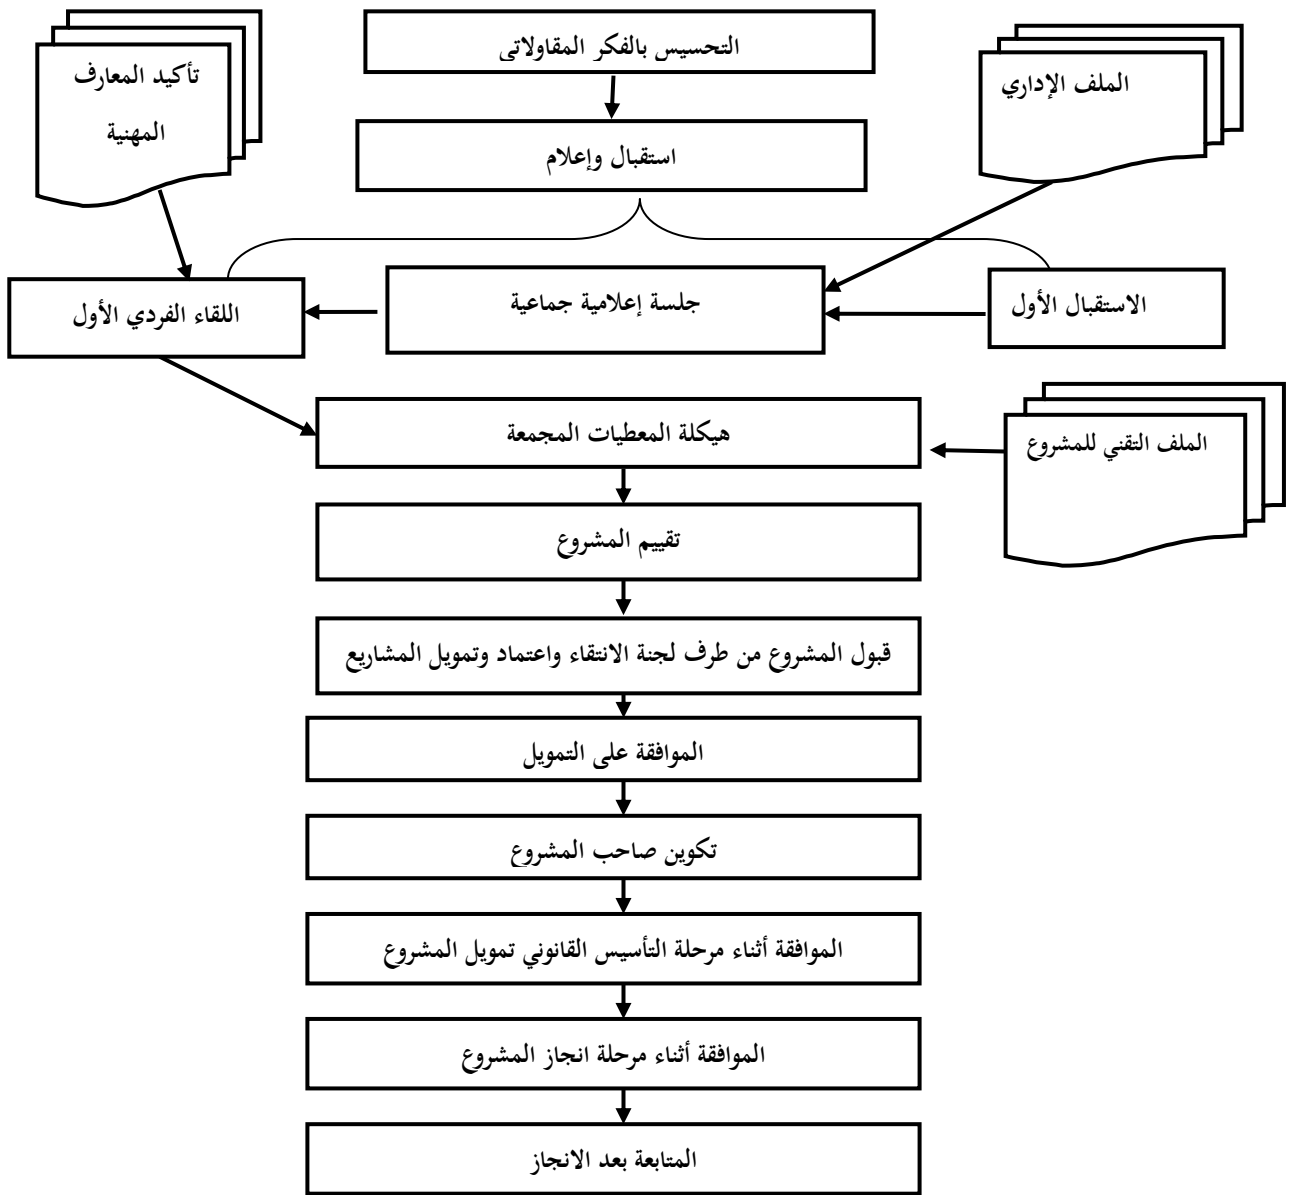 التحسيس بالفكر المقاولاتي
تأكيد المعارف
المهنية
الملف الإداري
استقبال وإعلام
الاستقبال الأول
جلسة إعلامية جماعية
اللقاء الفردي الأول
هيكلة المعطيات المجمعة
الملف التقني للمشروع
تقييم المشروع
قبول المشروع من طرف لجنة الانتقاء واعتماد وتمويل المشاريع
الموافقة على التمويل
تكوين صاحب المشروع
الموافقة أثناء مرحلة التأسيس القانوني تمويل المشروع
الموافقة أثناء مرحلة انجاز المشروع
المتابعة بعد الانجاز